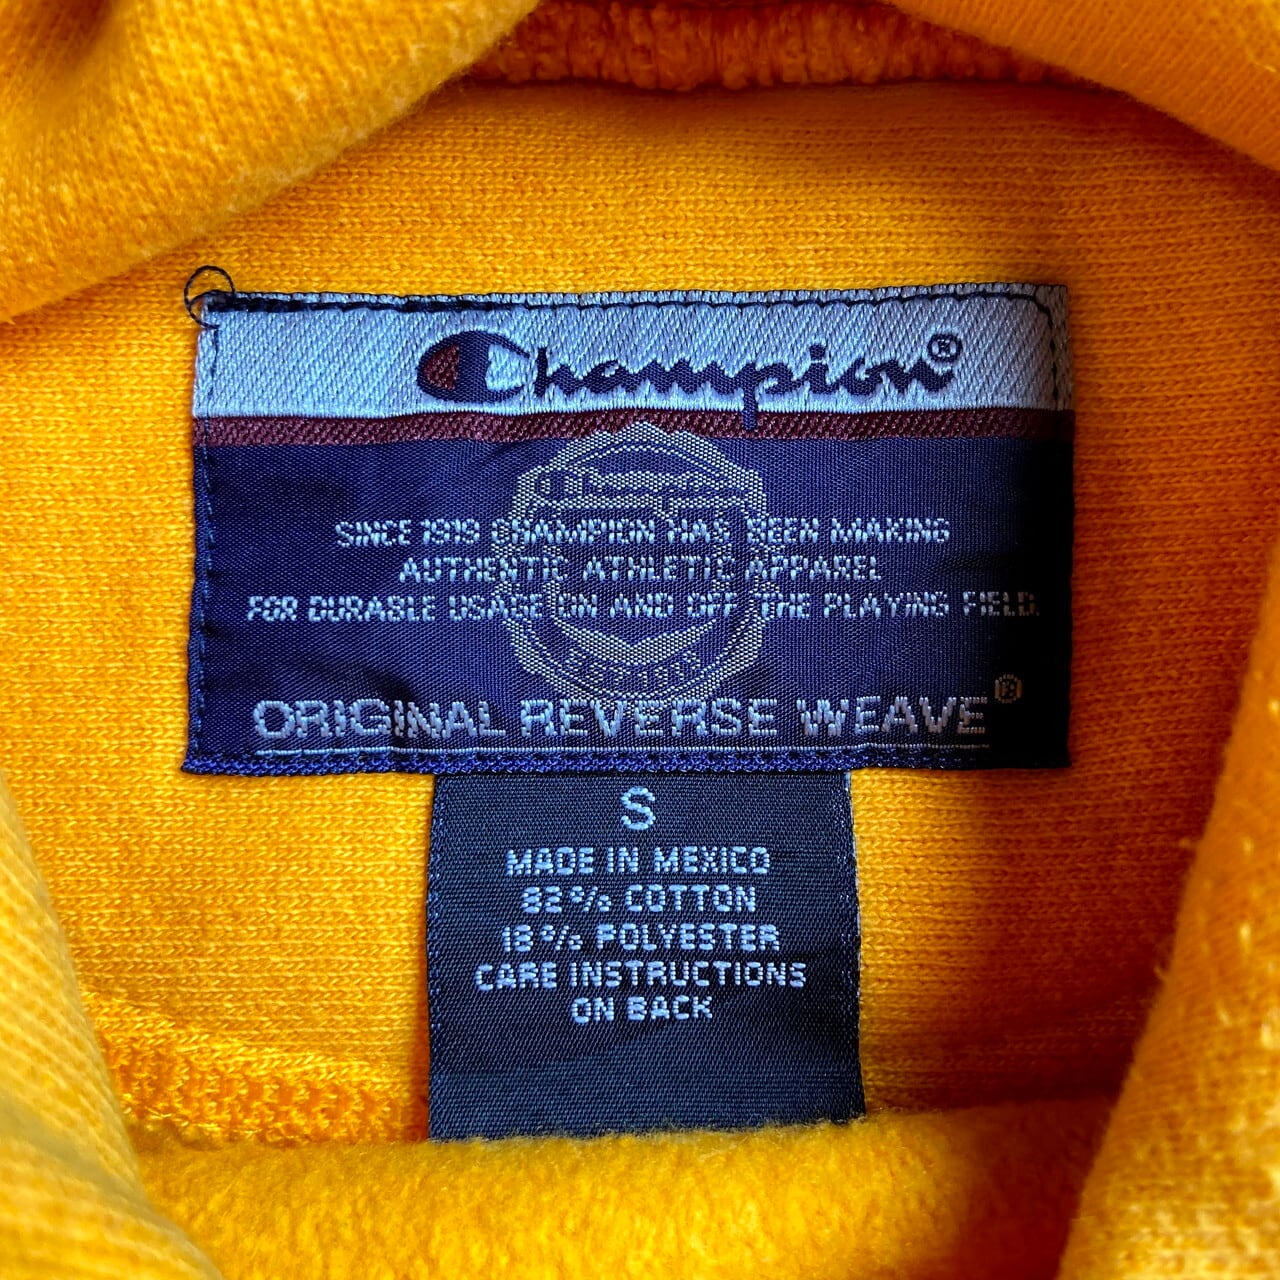 Champion®
Champion
SINCE 1919 CHAMPION HAS BEEN MAKING
AUTHENTIC ATHLETIC APPAREL
FOR DURABLE USAGE ON AND OFF THE PLAYING FIELD.
ORIGINAL REVERSE WEAVE®
S
MADE IN MEXICO
82% COTTON
18% POLYESTER
CARE INSTRUCTIONS
ON BACK